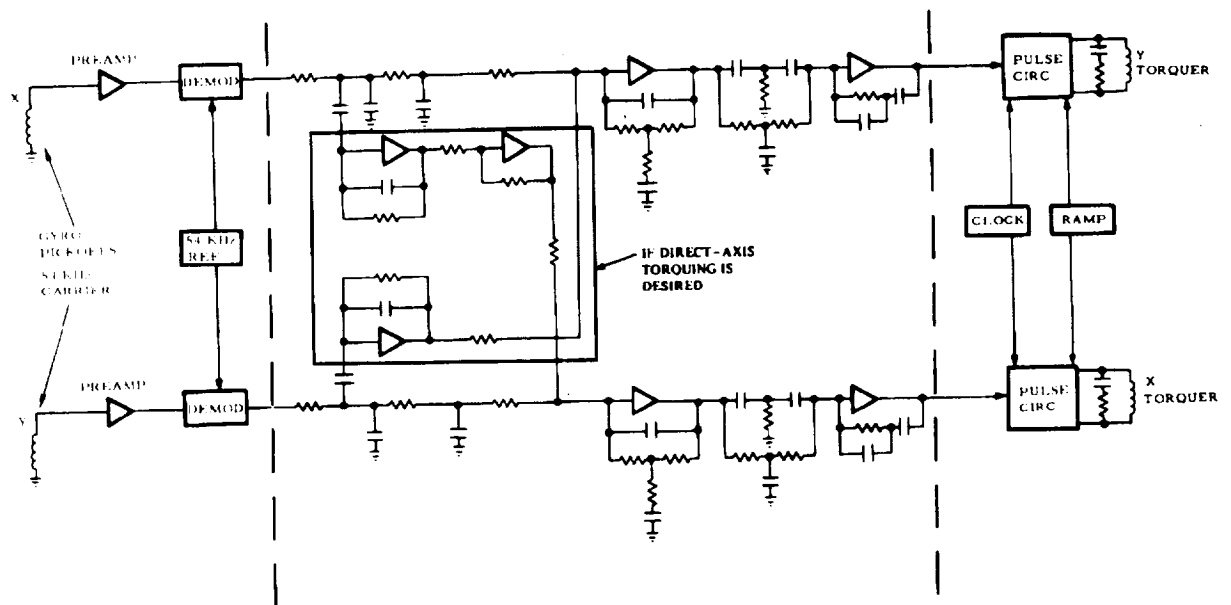 PREAMP
DEMOD
X
PULSE
CIRC
Y
TORQUER
GYRO
PICKOFFS
CARRIER
54 KHz
REF
IF DIRECT-AXIS
TORQUING IS
DESIRED
CLOCK
RAMP
PREAMP
DEMOD
Y
PULSE
CIRC
X
TORQUER